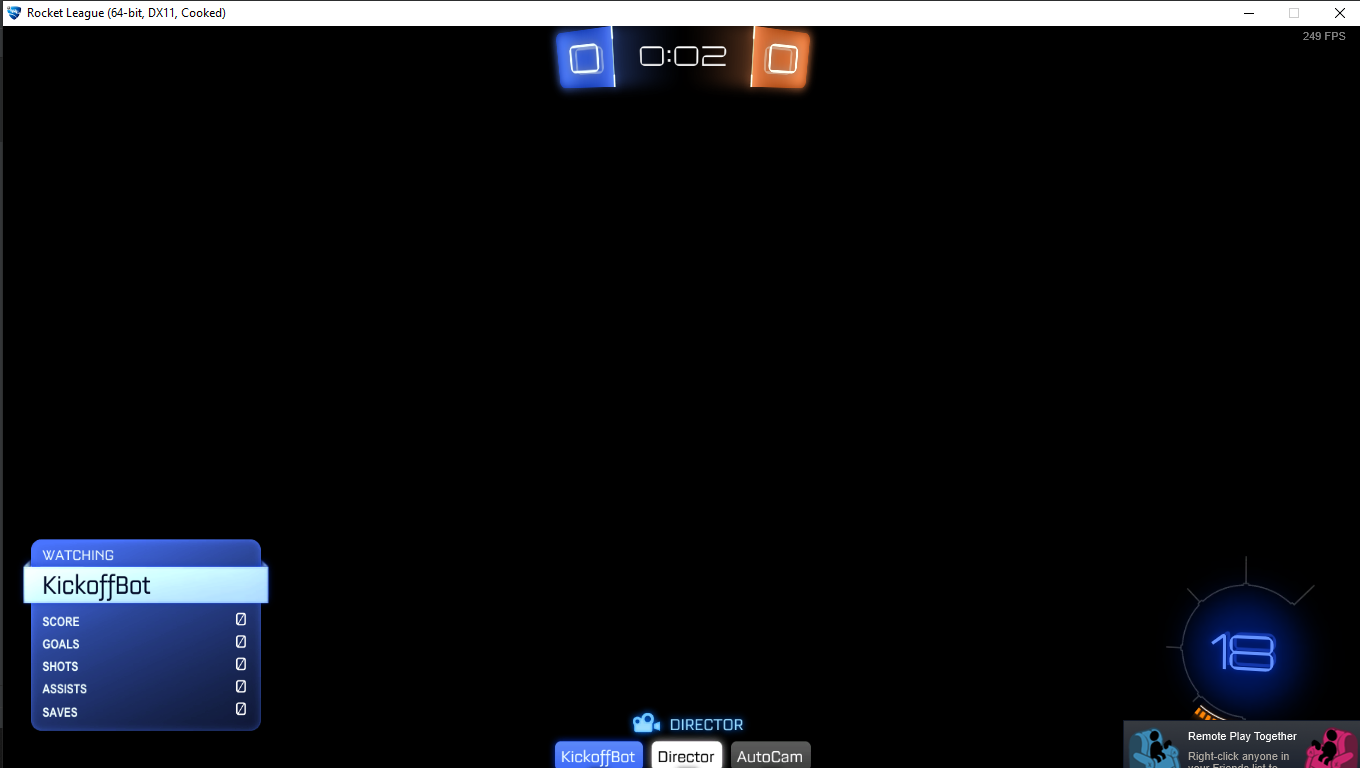 Rocket League (64-bit, DX11, Cooked)
249 FPS
0 0:02 0
WATCHING
KickoffBot
SCORE 0
GOALS 0
SHOTS 0
ASSISTS 0
SAVES 0
18
DIRECTOR
KickoffBot Director AutoCam
Remote Play Together
Right-click anyone in
your Friends list to